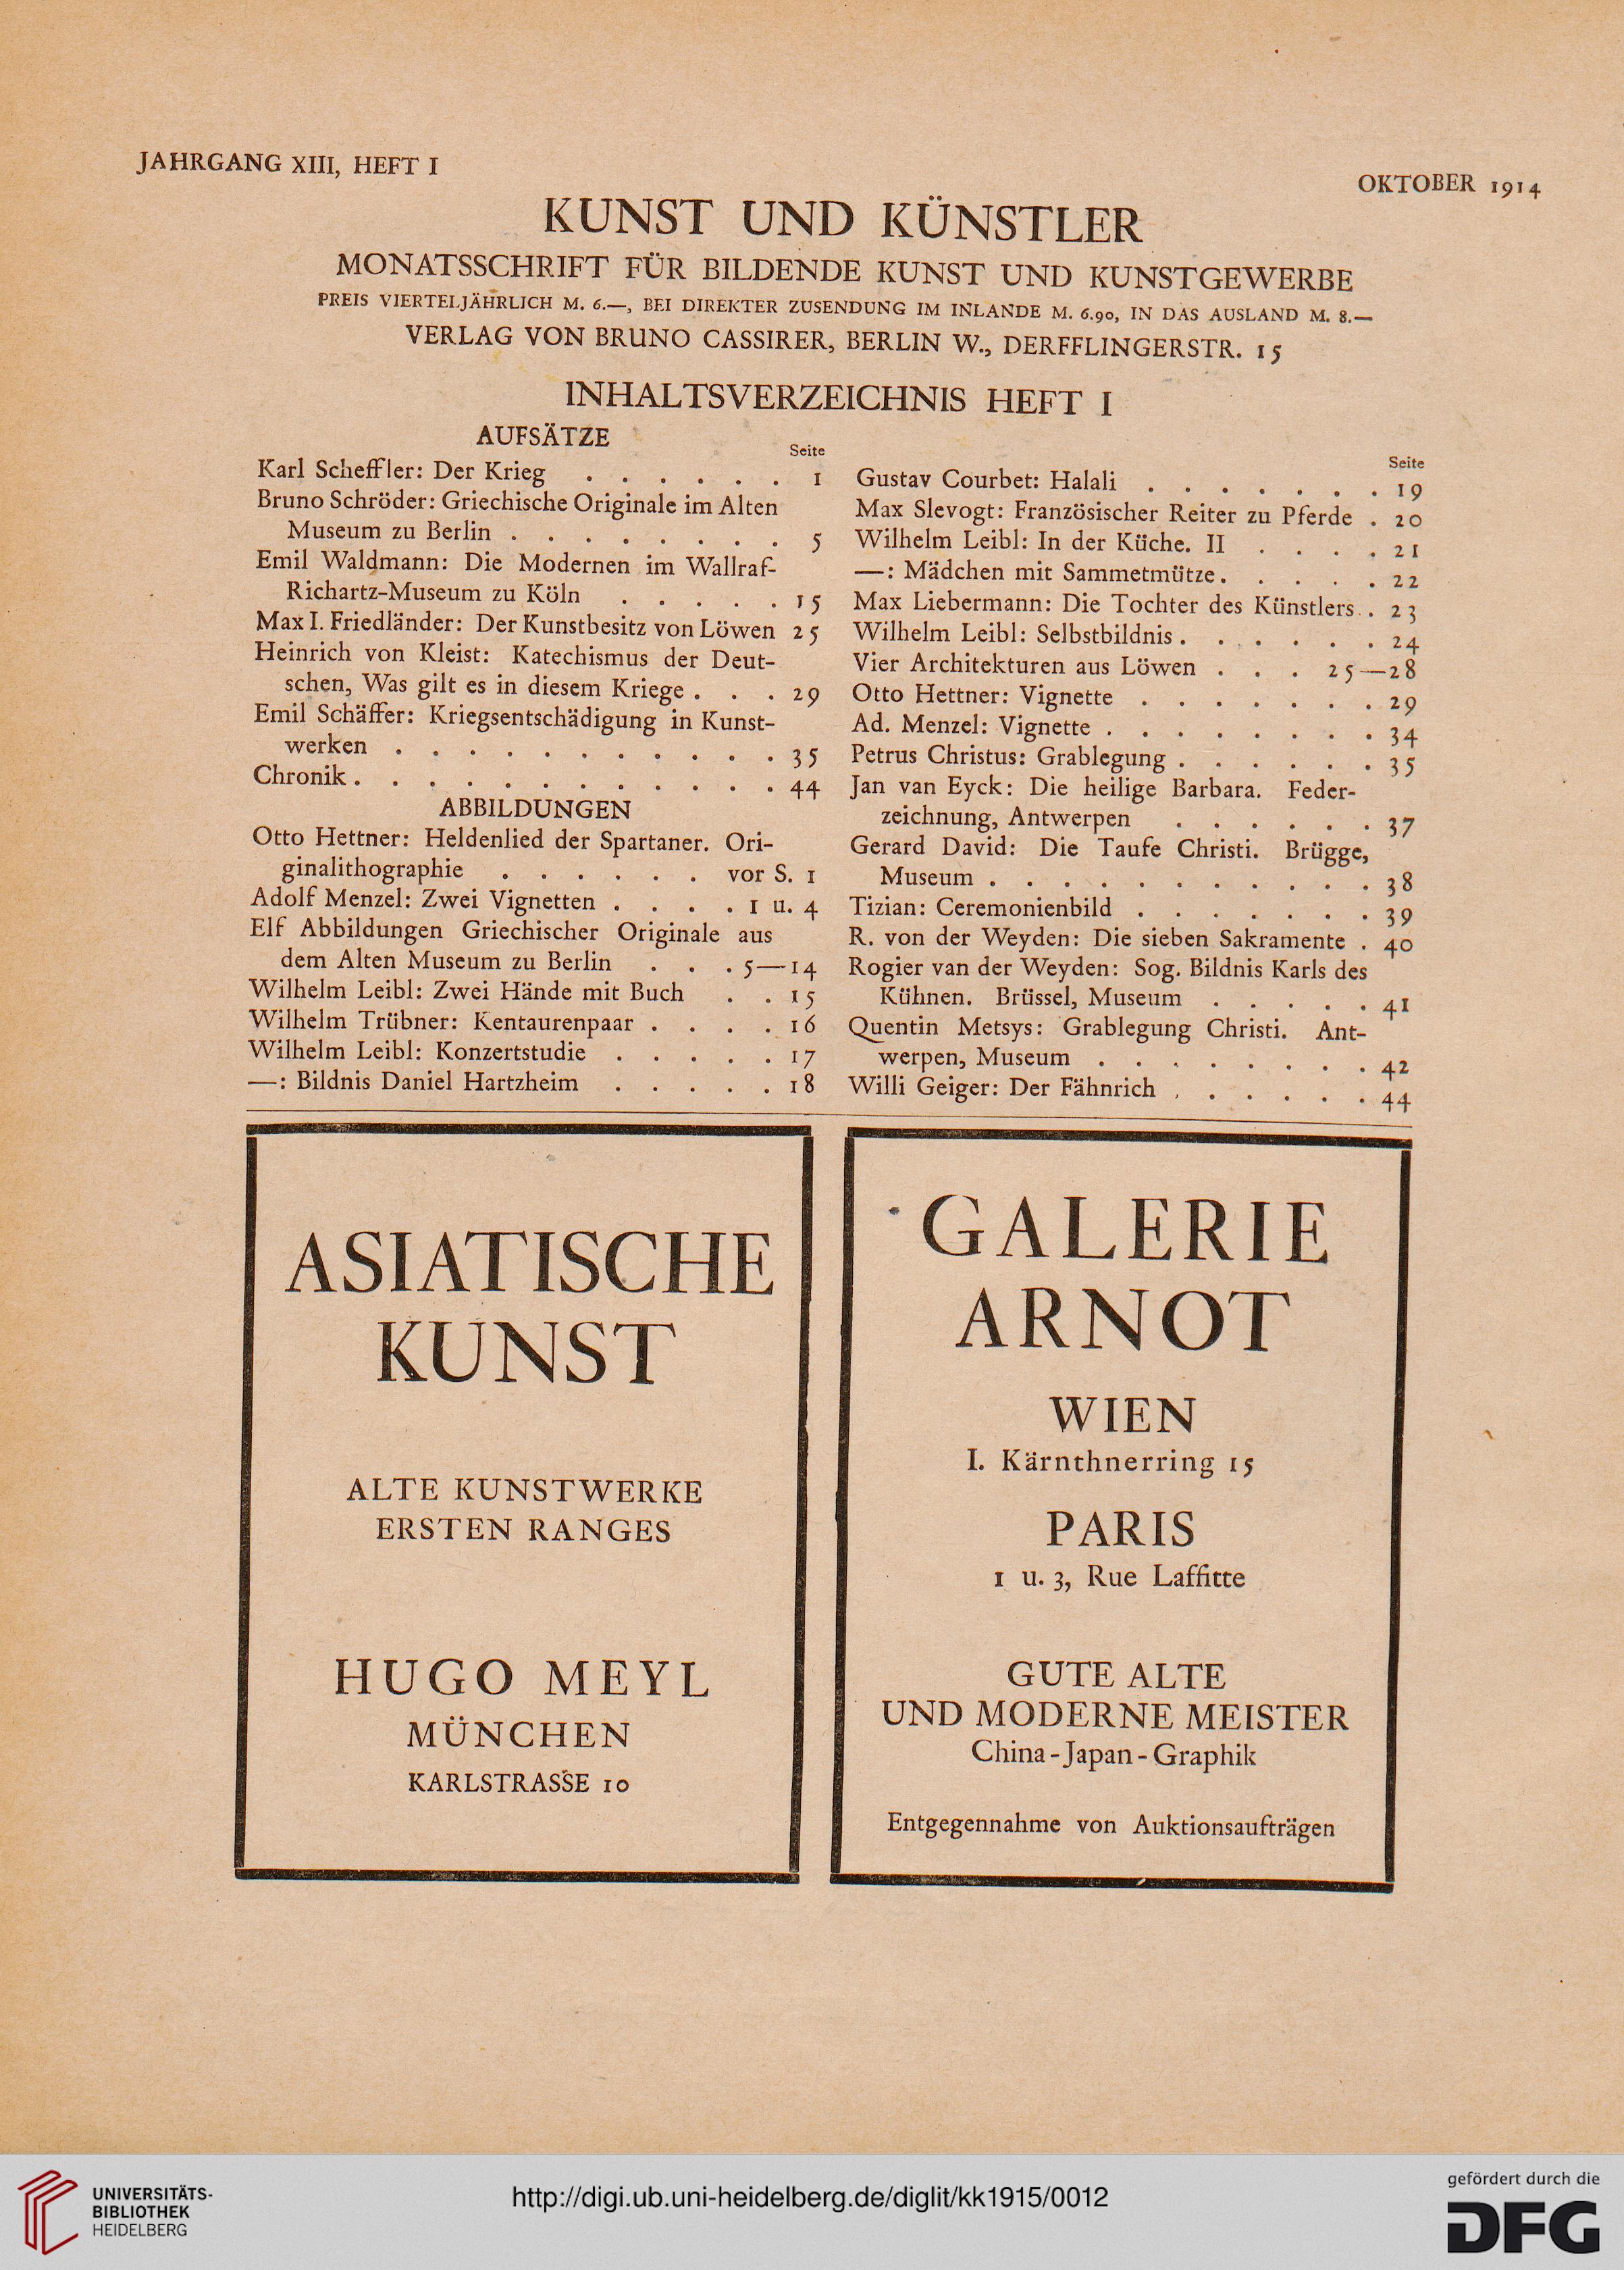 JAHRGANG XIII, HEFT I
OKTOBER 1914
KUNST UND KÜNSTLER
MONATSSCHRIFT FÜR BILDENDE KUNST UND KUNSTGEWERBE
PREIS VIERTELJÄHRLICH M. 6.—, BEI DIREKTER ZUSENDUNG IM INLANDE M. 6.90, IN DAS AUSLAND M. 8.—
VERLAG VON BRUNO CASSIRER, BERLIN W., DERFFLINGERSTR. 15
INHALTSVERZEICHNIS HEFT I
AUFSÄTZE
Seite
Karl Scheffler: Der Krieg . . . . . . 1
Bruno Schröder: Griechische Originale im Alten
Museum zu Berlin . . . . . . . . 5
Emil Waldmann: Die Modernen im Wallraf-
Richartz-Museum zu Köln . . . . . 15
Max I. Friedländer: Der Kunstbesitz von Löwen 25
Heinrich von Kleist: Katechismus der Deut-
schen, Was gilt es in diesem Kriege . . . 29
Emil Schäffer: Kriegsentschädigung in Kunst-
werken . . . . . . . . . . . 35
Chronik . . . . . . . . . . . . 44
ABBILDUNGEN
Otto Hettner: Heldenlied der Spartaner. Ori-
ginallithographie . . . . . . vor S. 1
Adolf Menzel: Zwei Vignetten . . . . 1 u. 4
Elf Abbildungen Griechischer Originale aus
dem Alten Museum zu Berlin . . . 5—14
Wilhelm Leibl: Zwei Hände mit Buch . . 15
Wilhelm Trübner: Kentaurenpaar . . . . 16
Wilhelm Leibl: Konzertstudie . . . . . 17
—: Bildnis Daniel Hartzheim . . . . . 18
Seite
Gustav Courbet: Halali . . . . . . . 19
Max Slevogt: Französischer Reiter zu Pferde . 20
Wilhelm Leibl: In der Küche. II . . . . 21
—: Mädchen mit Sammetmütze . . . . . 22
Max Liebermann: Die Tochter des Künstlers . . 23
Wilhelm Leibl: Selbstbildnis . . . . . . 24
Vier Architekturen aus Löwen . . . 25—28
Otto Hettner: Vignette . . . . . . . 29
Ad. Menzel: Vignette . . . . . . . . 34
Petrus Christus: Grablegung . . . . . . 35
Jan van Eyck: Die heilige Barbara. Feder-
zeichnung, Antwerpen . . . . . . 37
Gerard David: Die Taufe Christi. Brügge,
Museum . . . . . . . . . . . 38
Tizian: Ceremonienbild . . . . . . . 39
R. von der Weyden: Die sieben Sakramente . 40
Rogier van der Weyden: Sog. Bildnis Karls des
Kühnen. Brüssel, Museum . . . . . 41
Quentin Metsys: Grablegung Christi. Ant-
werpen, Museum . . . . . . . . 42
Willi Geiger: Der Fähnrich . . . . . . 44
ASIATISCHE
KUNST
ALTE KUNSTWERKE
ERSTEN RANGES
HUGO MEYL
MÜNCHEN
KARLSTRASSE 10
GALERIE
ARNOT
WIEN
I. Kärnthnerring 15
PARIS
1 u. 3, Rue Laffitte
GUTE ALTE
UND MODERNE MEISTER
China-Japan-Graphik
Entgegennahme von Auktionsaufträgen
UNIVERSITÄTS-
BIBLIOTHEK
HEIDELBERG
http://digi.ub.uni-heidelberg.de/diglit/kk1915/0012
gefördert durch die
DFG